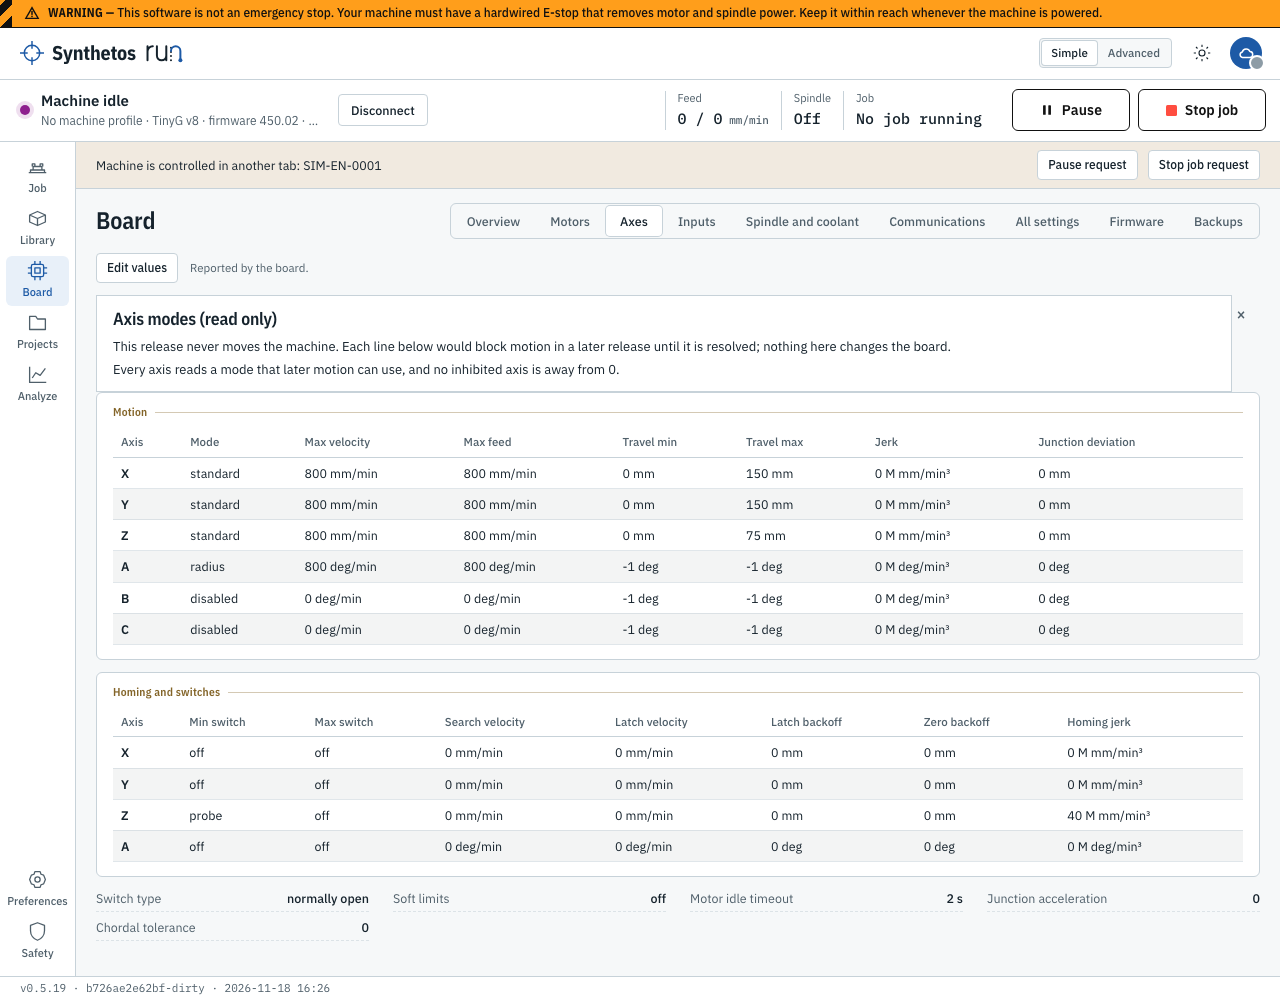 WARNING — This software is not an emergency stop. Your machine must have a hardwired E-stop that removes motor and spindle power. Keep it within reach whenever the machine is powered.
Synthetos run
Simple Advanced
Machine idle
No machine profile · TinyG v8 · firmware 450.02 · ...
Disconnect
Feed
0 / 0 mm/min
Spindle
Off
Job
No job running
Pause
Stop job
Job
Library
Board
Projects
Analyze
Preferences
Safety
Machine is controlled in another tab: SIM-EN-0001
Pause request
Stop job request
Board
Overview Motors Axes Inputs Spindle and coolant Communications All settings Firmware Backups
Edit values Reported by the board.
Axis modes (read only)
×
This release never moves the machine. Each line below would block motion in a later release until it is resolved; nothing here changes the board.
Every axis reads a mode that later motion can use, and no inhibited axis is away from 0.
Motion
Axis Mode Max velocity Max feed Travel min Travel max Jerk Junction deviation
X standard 800 mm/min 800 mm/min 0 mm 150 mm 0 M mm/min³ 0 mm
Y standard 800 mm/min 800 mm/min 0 mm 150 mm 0 M mm/min³ 0 mm
Z standard 800 mm/min 800 mm/min 0 mm 75 mm 0 M mm/min³ 0 mm
A radius 800 deg/min 800 deg/min -1 deg -1 deg 0 M deg/min³ 0 deg
B disabled 0 deg/min 0 deg/min -1 deg -1 deg 0 M deg/min³ 0 deg
C disabled 0 deg/min 0 deg/min -1 deg -1 deg 0 M deg/min³ 0 deg
Homing and switches
Axis Min switch Max switch Search velocity Latch velocity Latch backoff Zero backoff Homing jerk
X off off 0 mm/min 0 mm/min 0 mm 0 mm 0 M mm/min³
Y off off 0 mm/min 0 mm/min 0 mm 0 mm 0 M mm/min³
Z probe off 0 mm/min 0 mm/min 0 mm 0 mm 40 M mm/min³
A off off 0 deg/min 0 deg/min 0 deg 0 deg 0 M deg/min³
Switch type normally open
Soft limits off
Motor idle timeout 2 s
Junction acceleration 0
Chordal tolerance 0
v0.5.19 · b726ae2e62bf-dirty · 2026-11-18 16:26